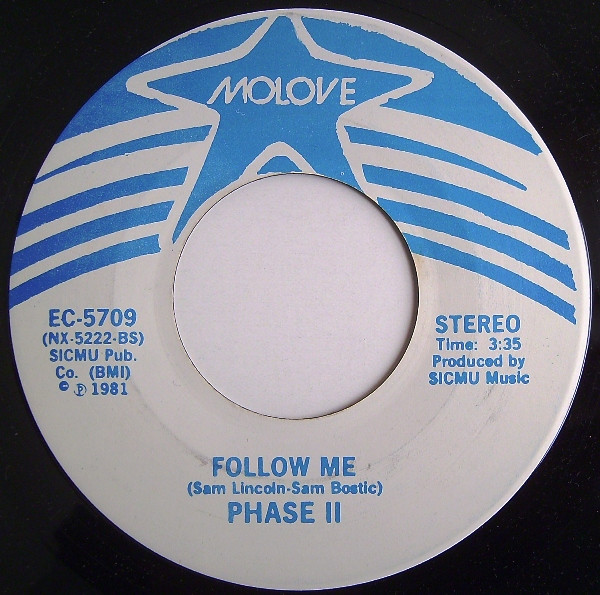 MOLOVE
EC-5709
(NX-5222-BS)
SICMU Pub.
Co. (BMI)
© ℗ 1981
STEREO
Time: 3:35
Produced by
SICMU Music
FOLLOW ME
(Sam Lincoln-Sam Bostic)
PHASE II